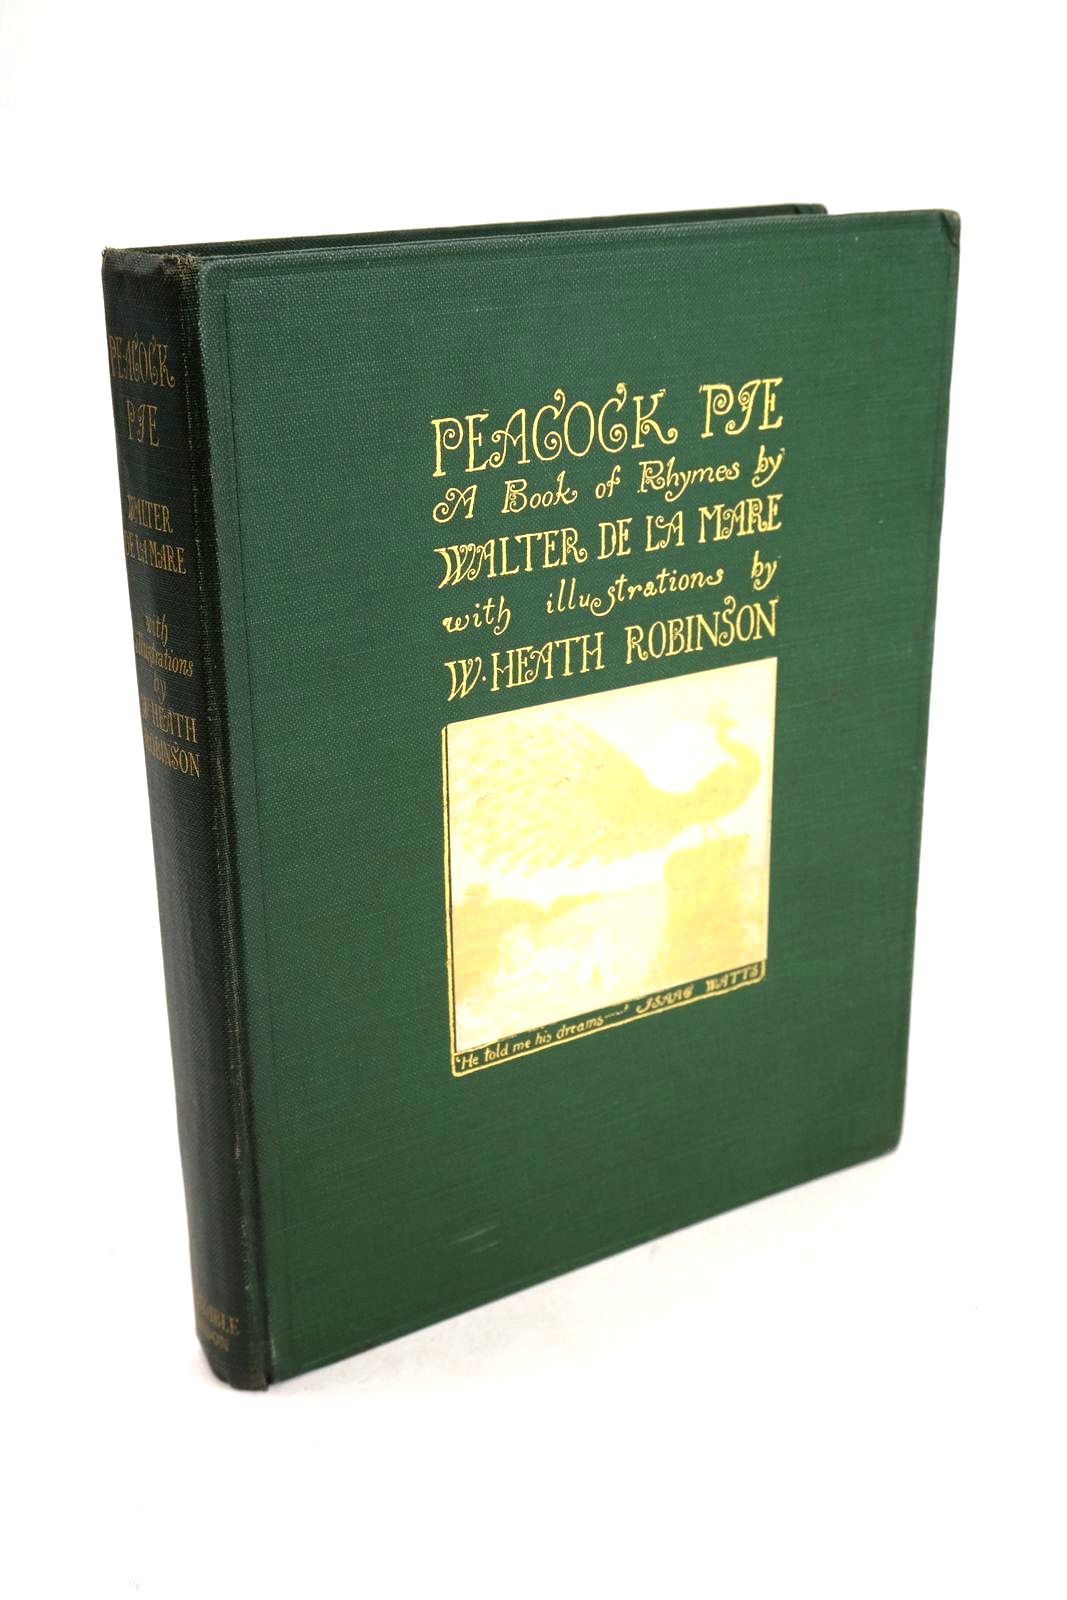 PEACOCK PIE
A Book of Rhymes by
WALTER DE LA MARE
with illustrations by
W. HEATH ROBINSON
'He told me his dreams—' ISAAC WATTS
PEACOCK
PIE
WALTER
DE LA MARE
with
illustrations
by
W. HEATH
ROBINSON